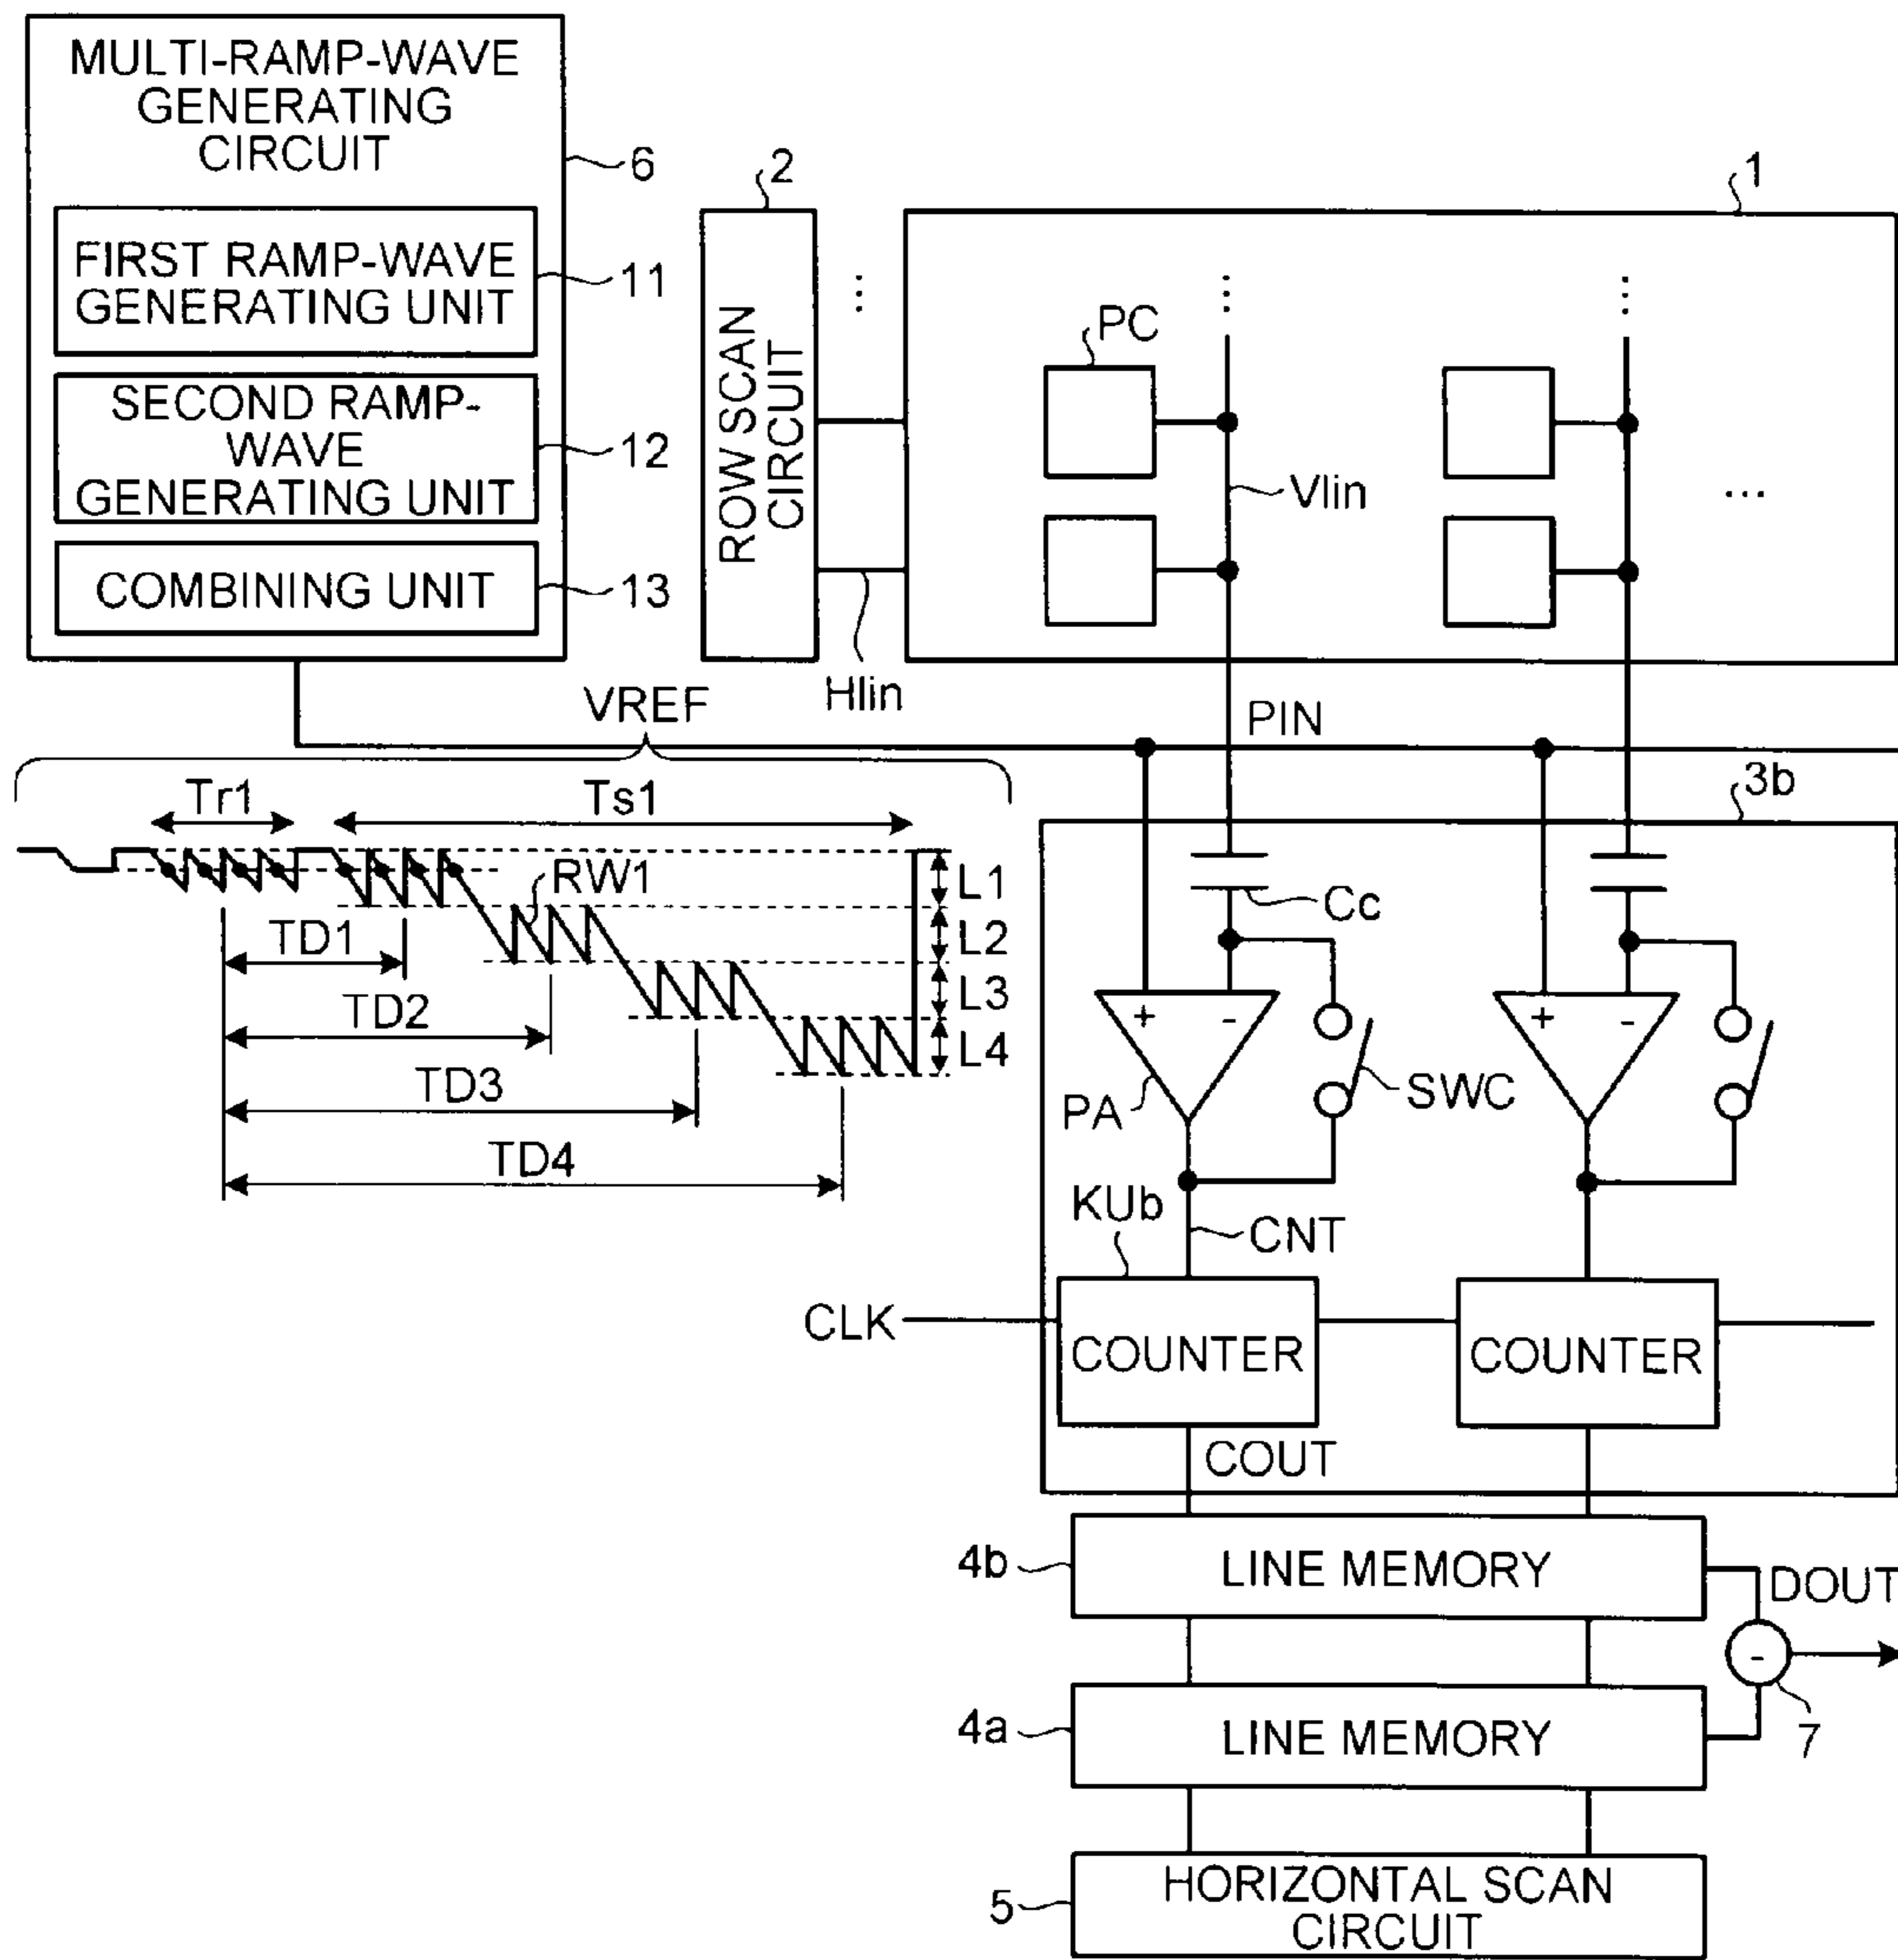 MULTI-RAMP-WAVE
GENERATING
CIRCUIT
6
FIRST RAMP-WAVE
GENERATING UNIT
11
SECOND RAMP-
WAVE
GENERATING UNIT
12
COMBINING UNIT
13
2
ROW SCAN
CIRCUIT
⋮
Hlin
1
⋮
⋮
PC
Vlin
...
VREF
PIN
3b
Tr1
Ts1
RW1
L1
L2
L3
L4
TD1
TD2
TD3
TD4
Cc
+
-
+
-
PA
SWC
KUb
CNT
CLK
COUNTER
COUNTER
COUT
4b
LINE MEMORY
DOUT
-
7
4a
LINE MEMORY
5
HORIZONTAL SCAN
CIRCUIT